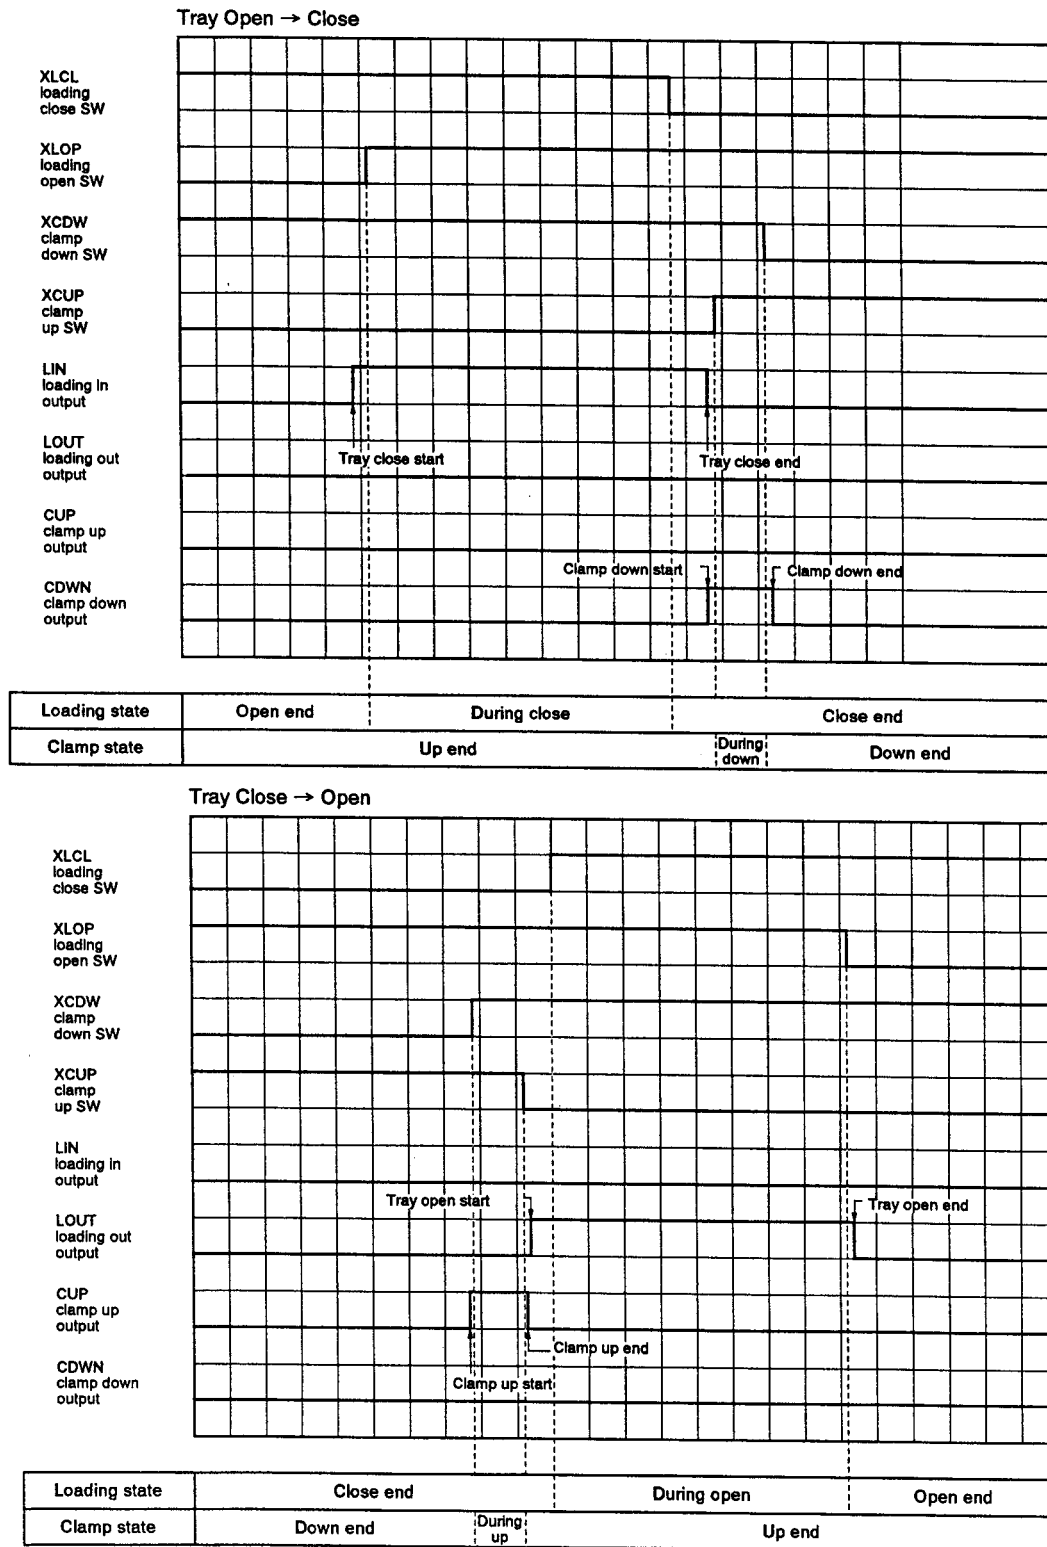 Tray Open → Close
XLCL
loading
close SW
XLOP
loading
open SW
XCDW
clamp
down SW
XCUP
clamp
up SW
LIN
loading in
output
Tray close start
Tray close end
LOUT
loading out
output
CUP
clamp up
output
Clamp down start
Clamp down end
CDWN
clamp down
output
Loading state
Open end
During close
Close end
Clamp state
Up end
During
down
Down end
Tray Close → Open
XLCL
loading
close SW
XLOP
loading
open SW
XCDW
clamp
down SW
XCUP
clamp
up SW
LIN
loading in
output
Tray open start
Tray open end
LOUT
loading out
output
CUP
clamp up
output
Clamp up end
Clamp up start
CDWN
clamp down
output
Loading state
Close end
During open
Open end
Clamp state
Down end
During
up
Up end